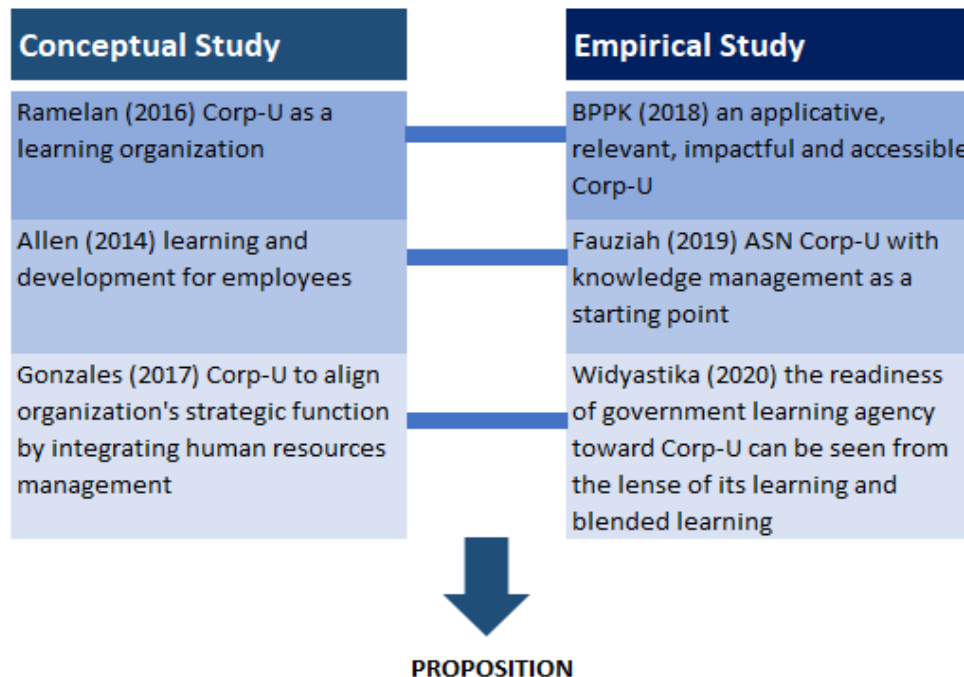 Conceptual Study
Empirical Study
Ramelan (2016) Corp-U as a
learning organization
BPPK (2018) an applicative,
relevant, impactful and accessible
Corp-U
Allen (2014) learning and
development for employees
Fauziah (2019) ASN Corp-U with
knowledge management as a
starting point
Gonzales (2017) Corp-U to align
organization's strategic function
by integrating human resources
management
Widyastika (2020) the readiness
of government learning agency
toward Corp-U can be seen from
the lense of its learning and
blended learning
PROPOSITION